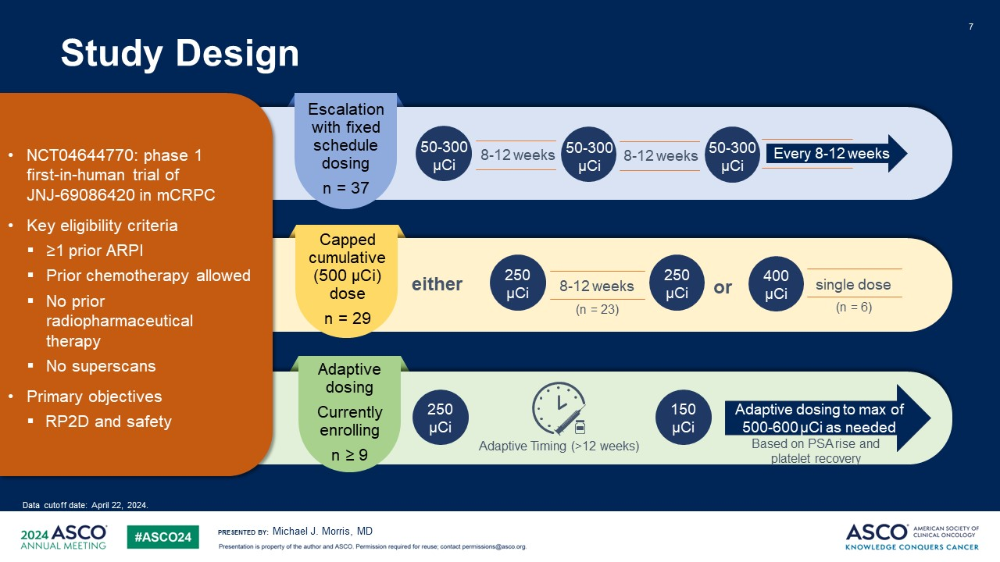 7
Study Design
• NCT04644770: phase 1
first-in-human trial of
JNJ-69086420 in mCRPC
• Key eligibility criteria
▪ ≥1 prior ARPI
▪ Prior chemotherapy allowed
▪ No prior
radiopharmaceutical
therapy
▪ No superscans
• Primary objectives
▪ RP2D and safety
Escalation
with fixed
schedule
dosing
n = 37
50-300
µCi
8-12 weeks
50-300
µCi
8-12 weeks
50-300
µCi
Every 8-12 weeks
Capped
cumulative
(500 µCi)
dose
n = 29
either
250
µCi
8-12 weeks
(n = 23)
250
µCi
or
400
µCi
single dose
(n = 6)
Adaptive
dosing
Currently
enrolling
n ≥ 9
250
µCi
Adaptive Timing (>12 weeks)
150
µCi
Adaptive dosing to max of
500-600 µCi as needed
Based on PSA rise and
platelet recovery
Data cutoff date: April 22, 2024.
2024 ASCO®
ANNUAL MEETING
#ASCO24
PRESENTED BY: Michael J. Morris, MD
Presentation is property of the author and ASCO. Permission required for reuse; contact permissions@asco.org.
ASCO® AMERICAN SOCIETY OF
CLINICAL ONCOLOGY
KNOWLEDGE CONQUERS CANCER